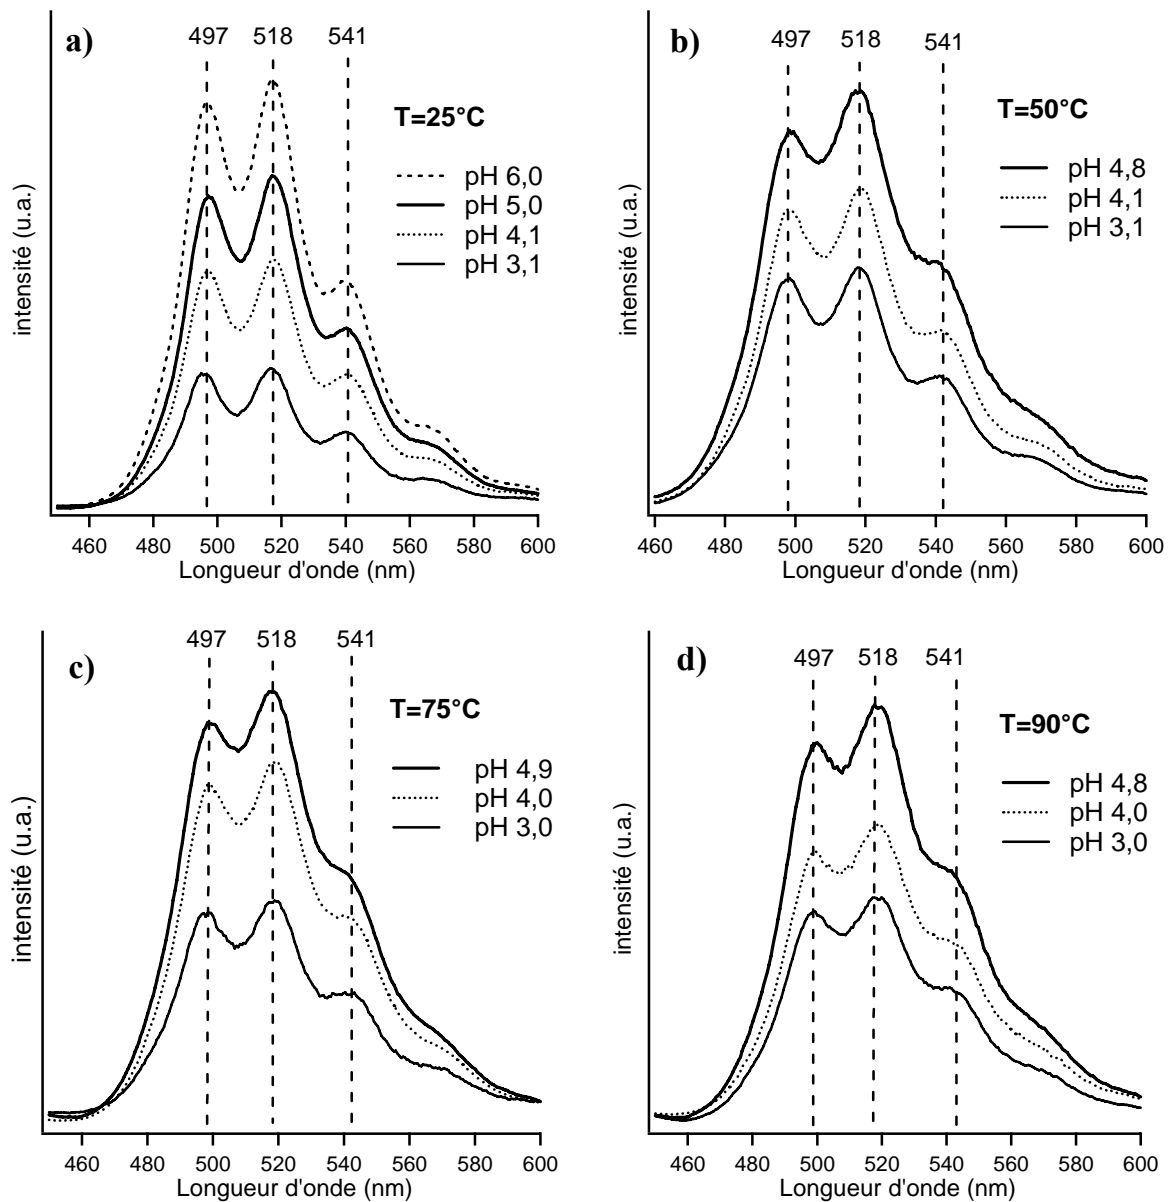 a)
497 518 541
T=25°C
pH 6,0
pH 5,0
pH 4,1
pH 3,1
intensité (u.a.)
460 480 500 520 540 560 580 600
Longueur d'onde (nm)
b)
497 518 541
T=50°C
pH 4,8
pH 4,1
pH 3,1
intensité (u.a.)
460 480 500 520 540 560 580 600
Longueur d'onde (nm)
c)
497 518 541
T=75°C
pH 4,9
pH 4,0
pH 3,0
intensité (u.a.)
460 480 500 520 540 560 580 600
Longueur d'onde (nm)
d)
497 518 541
T=90°C
pH 4,8
pH 4,0
pH 3,0
intensité (u.a.)
460 480 500 520 540 560 580 600
Longueur d'onde (nm)